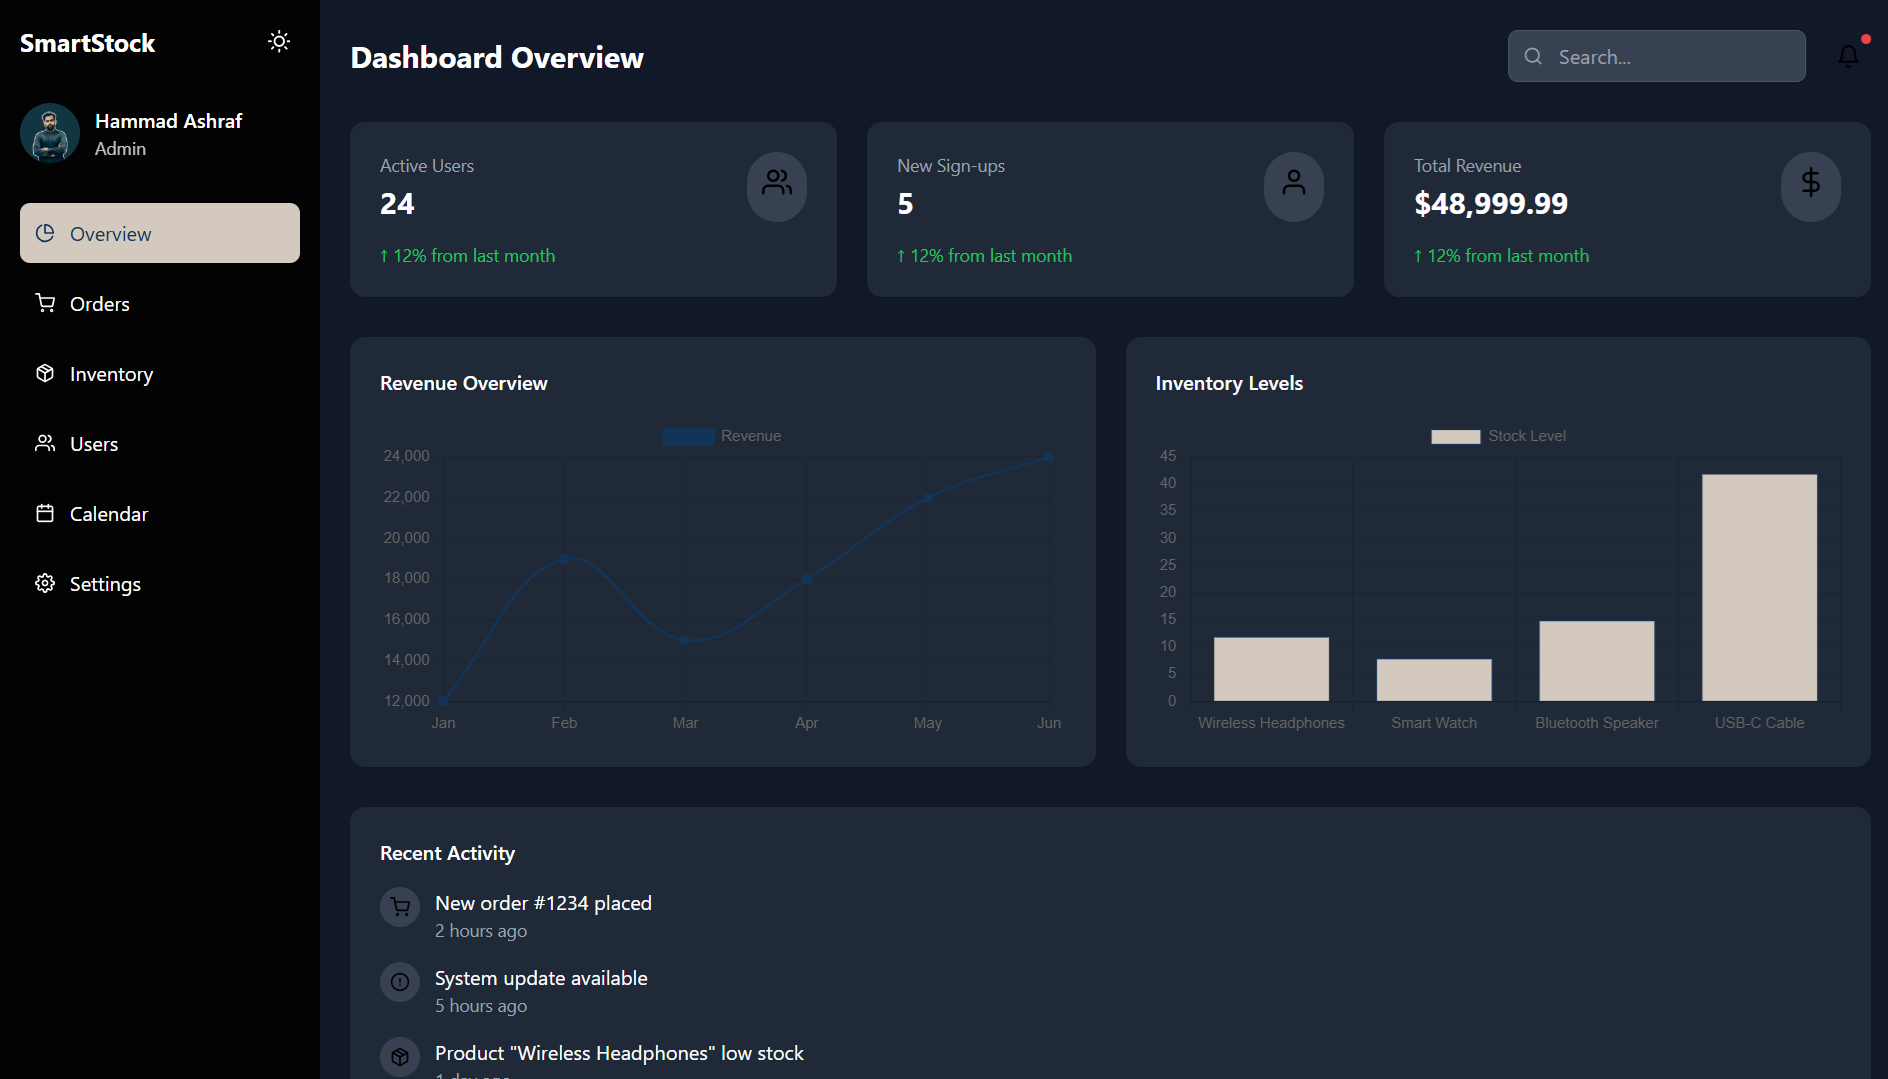 SmartStock
Hammad Ashraf
Admin
Overview
Orders
Inventory
Users
Calendar
Settings
Dashboard Overview
Search...
Active Users
24
↑ 12% from last month
New Sign-ups
5
↑ 12% from last month
Total Revenue
$48,999.99
↑ 12% from last month
Revenue Overview
Revenue
24,000
22,000
20,000
18,000
16,000
14,000
12,000
Jan Feb Mar Apr May Jun
Inventory Levels
Stock Level
45
40
35
30
25
20
15
10
5
0
Wireless Headphones Smart Watch Bluetooth Speaker USB-C Cable
Recent Activity
New order #1234 placed
2 hours ago
System update available
5 hours ago
Product "Wireless Headphones" low stock
1 day ago